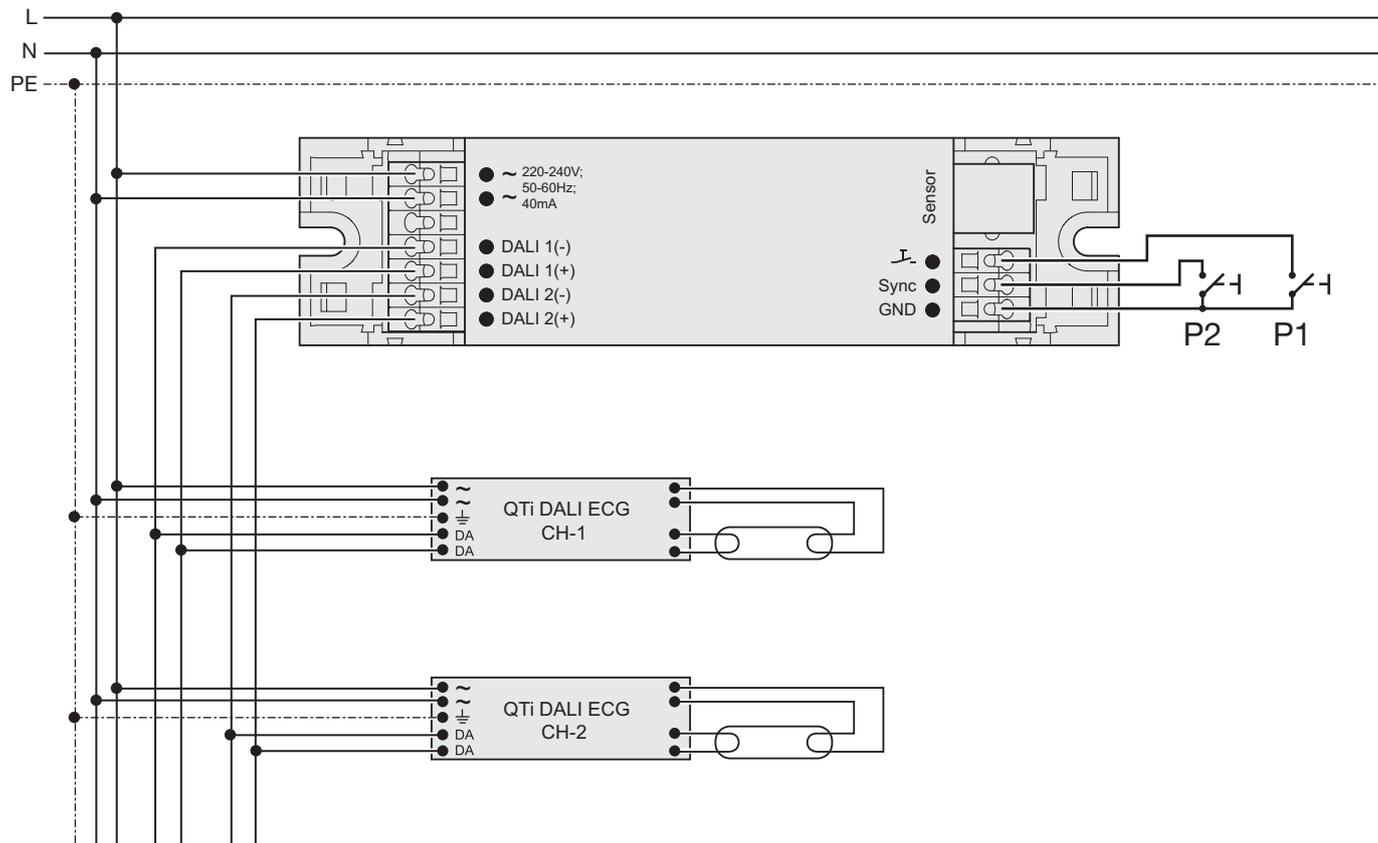 L
N
PE
~ 220-240V;
~ 50-60Hz;
40mA
DALI 1(-)
DALI 1(+)
DALI 2(-)
DALI 2(+)
Sensor
Sync
GND
P2
P1
~
~
DA
DA
QTi DALI ECG
CH-1
~
~
DA
DA
QTi DALI ECG
CH-2